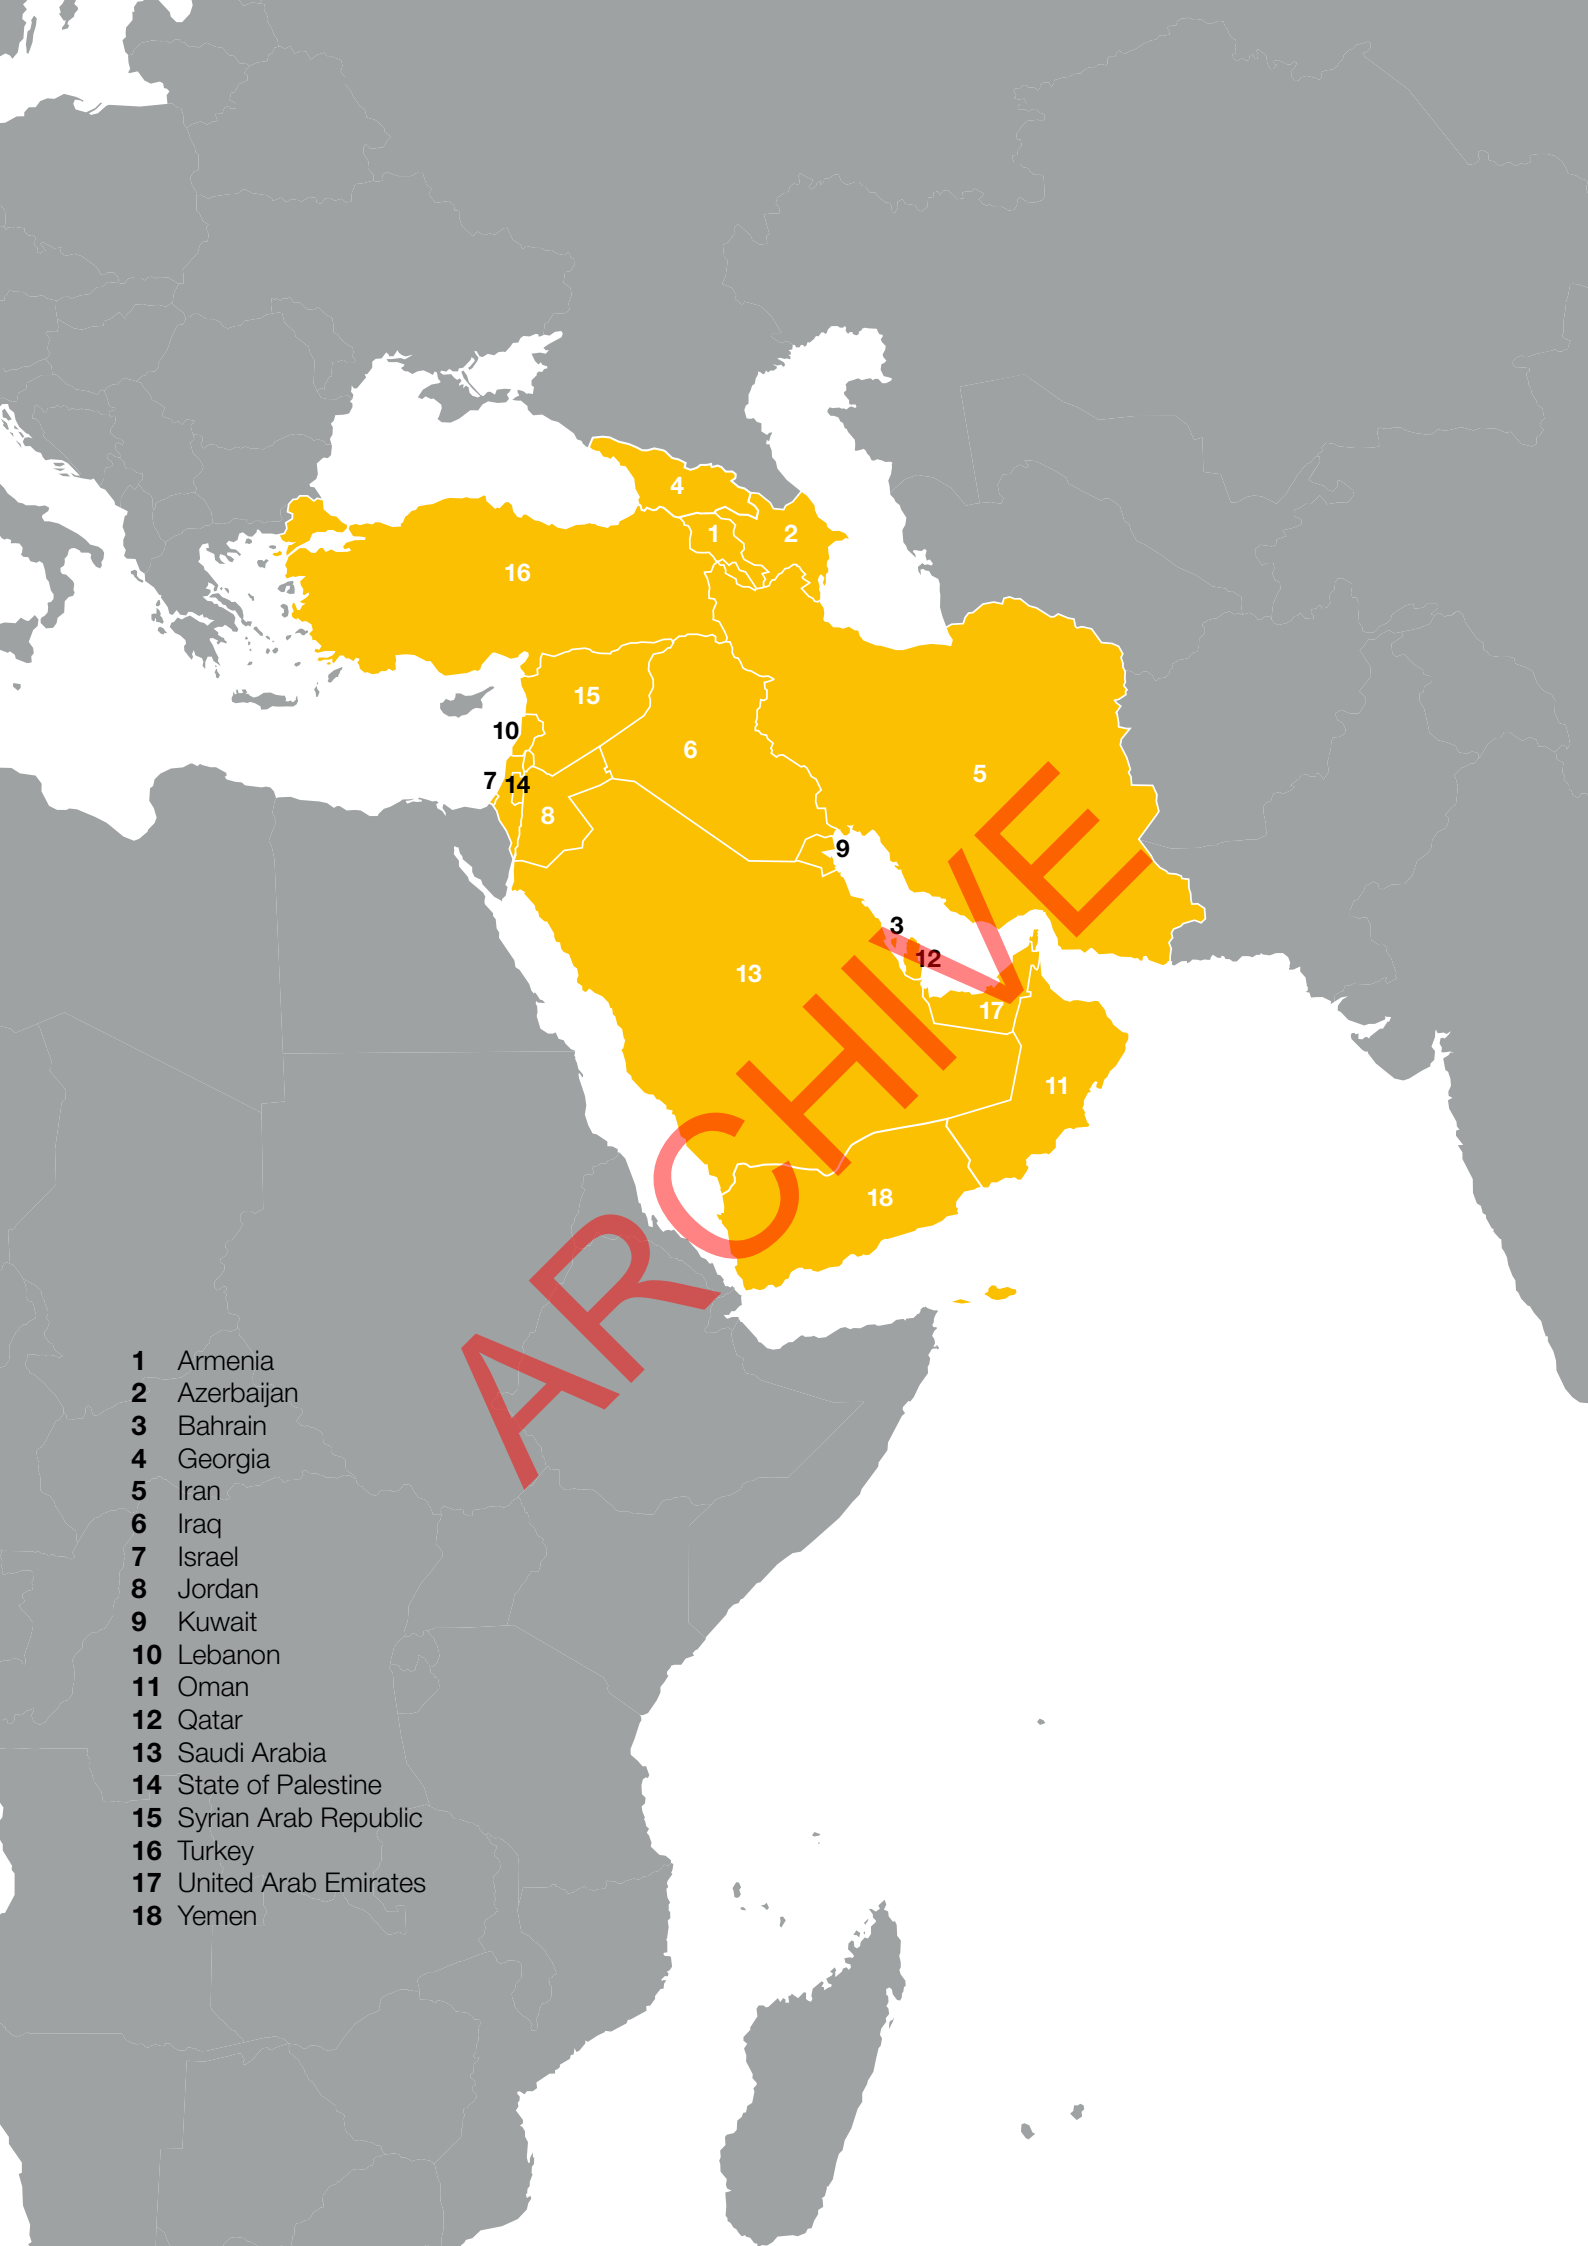 4
1
2
16
15
10
6
5
7
14
8
9
3
12
13
17
11
18
ARCHIVE
1 Armenia
2 Azerbaijan
3 Bahrain
4 Georgia
5 Iran
6 Iraq
7 Israel
8 Jordan
9 Kuwait
10 Lebanon
11 Oman
12 Qatar
13 Saudi Arabia
14 State of Palestine
15 Syrian Arab Republic
16 Turkey
17 United Arab Emirates
18 Yemen